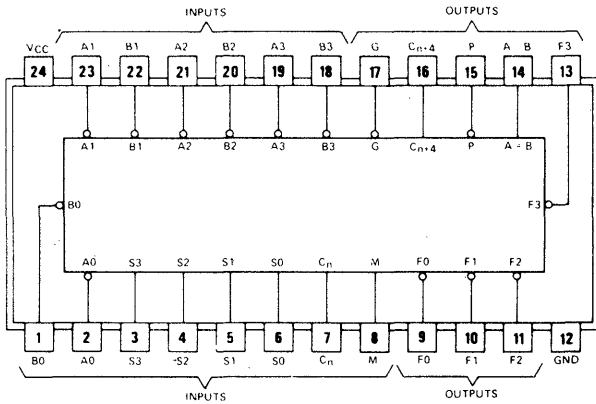 INPUTS OUTPUTS
VCC A1 B1 A2 B2 A3 B3 G Cn+4 P A B F3
24 23 22 21 20 19 18 17 16 15 14 13
A1 B1 A2 B2 A3 B3 G Cn+4 P A = B
B0 F3
A0 S3 S2 S1 S0 Cn M F0 F1 F2
1 2 3 4 5 6 7 8 9 10 11 12
B0 A0 S3 -S2 S1 S0 Cn M F0 F1 F2 GND
INPUTS OUTPUTS